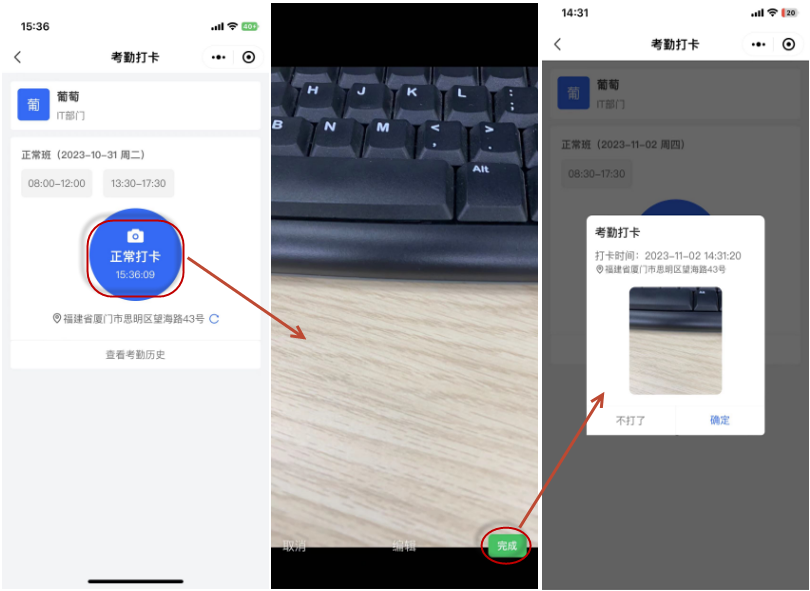 15:36
40+
考勤打卡
葡
葡萄
IT部门
正常班（2023-10-31 周二）
08:00-12:00
13:30-17:30
正常打卡
15:36:09
福建省厦门市思明区望海路43号
查看考勤历史
H
J
K
L
:
;
B
N
M
<
,
>
.
Alt
取消
编辑
完成
14:31
20
考勤打卡
葡
葡萄
IT部门
正常班（2023-11-02 周四）
08:30-17:30
考勤打卡
打卡时间：2023-11-02 14:31:20
福建省厦门市思明区望海路43号
不打了
确定